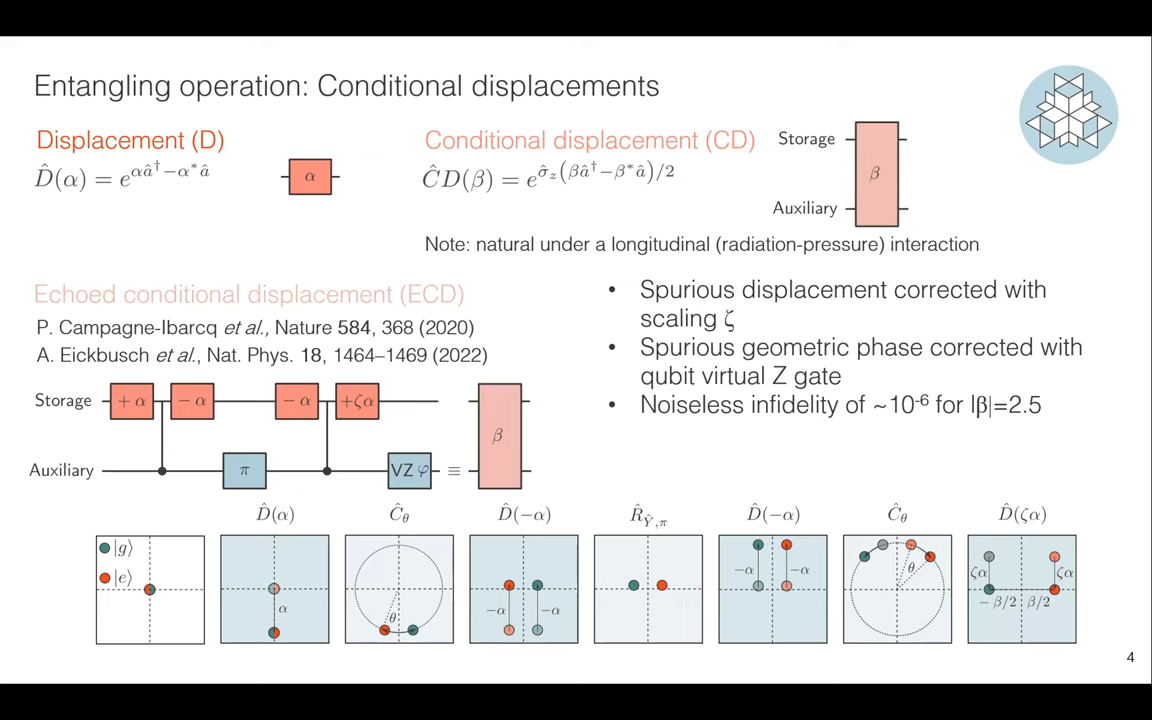 Entangling operation: Conditional displacements
Displacement (D)
D̂(α) = e^{αâ† − α*â}
α
Conditional displacement (CD)
ĈD(β) = e^{σ̂_z(βâ† − β*â)/2}
Storage
β
Auxiliary
Note: natural under a longitudinal (radiation-pressure) interaction
Echoed conditional displacement (ECD)
P. Campagne-Ibarcq et al., Nature 584, 368 (2020)
A. Eickbusch et al., Nat. Phys. 18, 1464–1469 (2022)
• Spurious displacement corrected with
scaling ζ
• Spurious geometric phase corrected with
qubit virtual Z gate
• Noiseless infidelity of ~10⁻⁶ for |β|=2.5
Storage +α −α −α +ζα
β
Auxiliary π VZ φ ≡
D̂(α) Ĉ_θ D̂(−α) R̂_{Ŷ,π} D̂(−α) Ĉ_θ D̂(ζα)
|g⟩
|e⟩
α
θ
−α −α
−α −α
θ
ζα ζα
−β/2 β/2
4